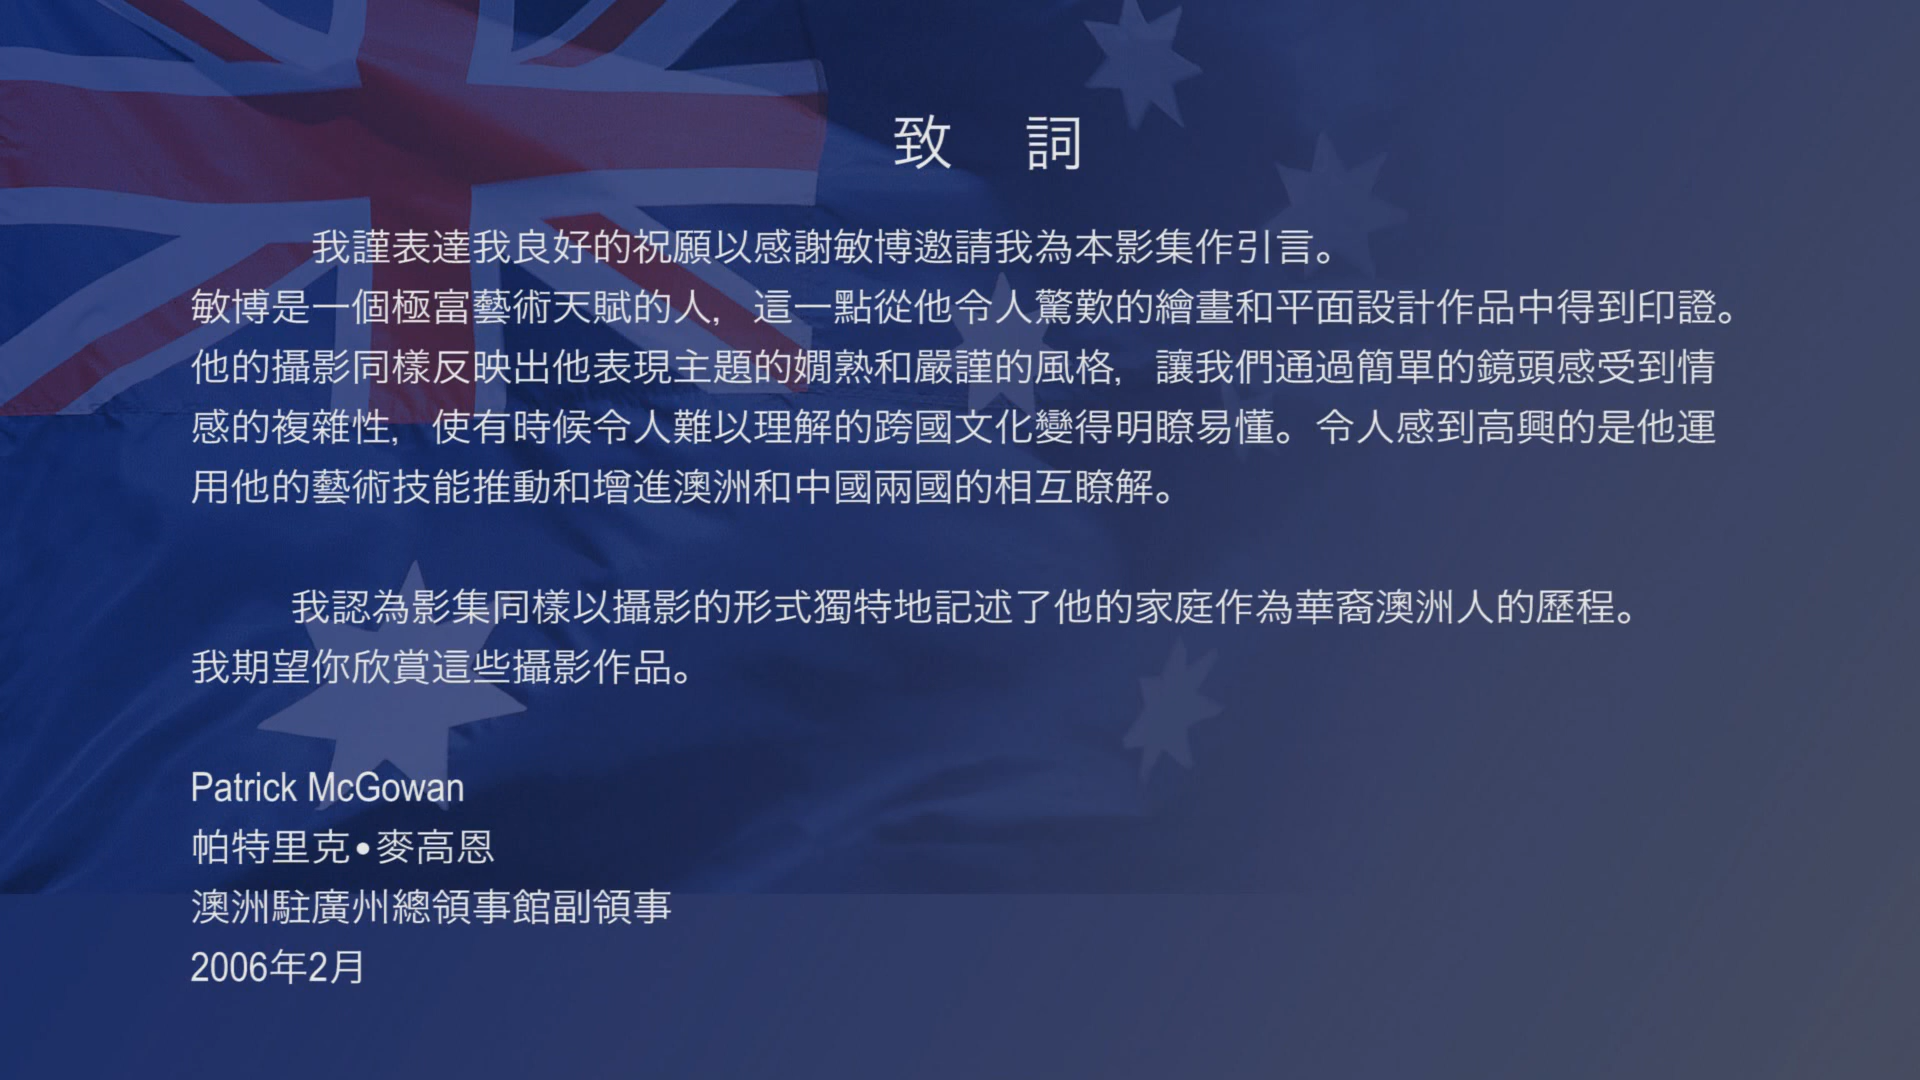 致 詞
我謹表達我良好的祝願以感謝敏博邀請我為本影集作引言。
敏博是一個極富藝術天賦的人，這一點從他令人驚歎的繪畫和平面設計作品中得到印證。
他的攝影同樣反映出他表現主題的嫻熟和嚴謹的風格，讓我們通過簡單的鏡頭感受到情
感的複雜性，使有時候令人難以理解的跨國文化變得明瞭易懂。令人感到高興的是他運
用他的藝術技能推動和增進澳洲和中國兩國的相互瞭解。
我認為影集同樣以攝影的形式獨特地記述了他的家庭作為華裔澳洲人的歷程。
我期望你欣賞這些攝影作品。
Patrick McGowan
帕特里克•麥高恩
澳洲駐廣州總領事館副領事
2006年2月